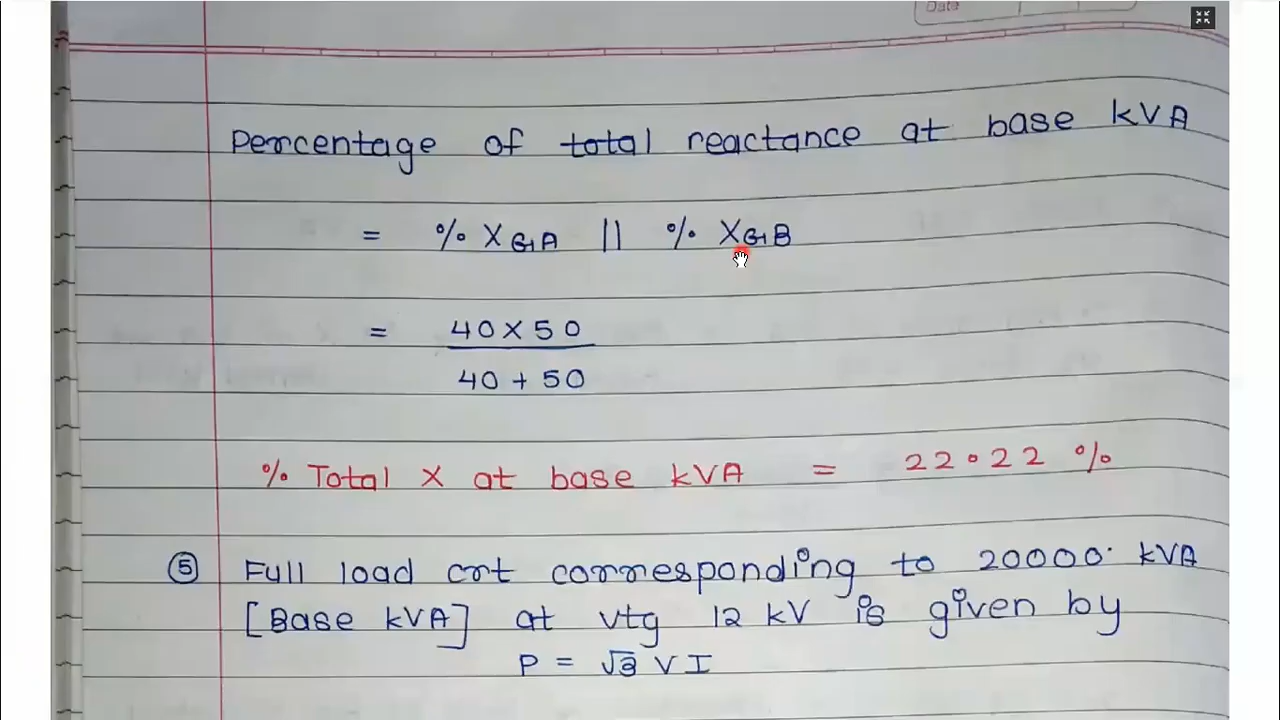 Date
Percentage of total reactance at base kVA
= % XGA || % XGB
= 40 X 50
40 + 50
% Total X at base kVA = 22.22 %
⑤ Full load crt corresponding to 20000 kVA
[Base kVA] at vtg 12 kV is given by
P = √3 V I